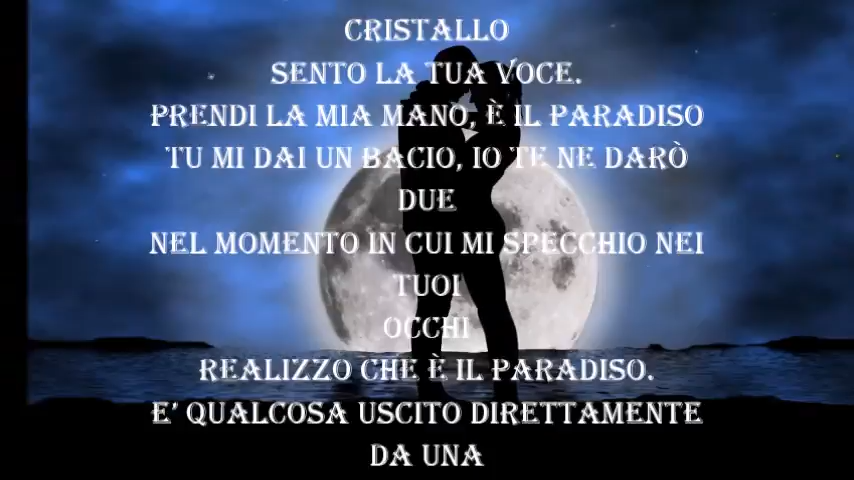 CRISTALLO
SENTO LA TUA VOCE.
PRENDI LA MIA MANO, È IL PARADISO
TU MI DAI UN BACIO, IO TE NE DARÒ
DUE
NEL MOMENTO IN CUI MI SPECCHIO NEI
TUOI
OCCHI
REALIZZO CHE È IL PARADISO.
E' QUALCOSA USCITO DIRETTAMENTE
DA UNA